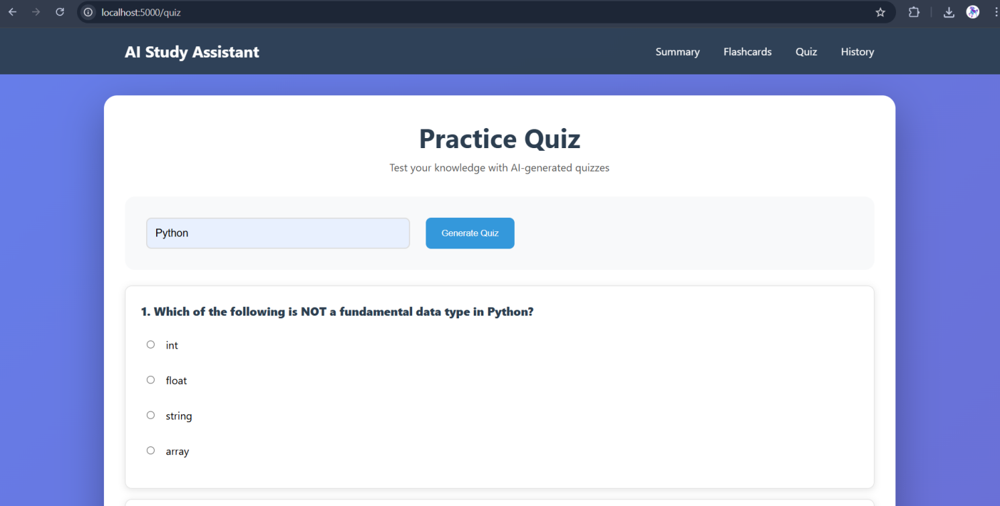 localhost:5000/quiz
AI Study Assistant
Summary Flashcards Quiz History
Practice Quiz
Test your knowledge with AI-generated quizzes
Python
Generate Quiz
1. Which of the following is NOT a fundamental data type in Python?
int
float
string
array